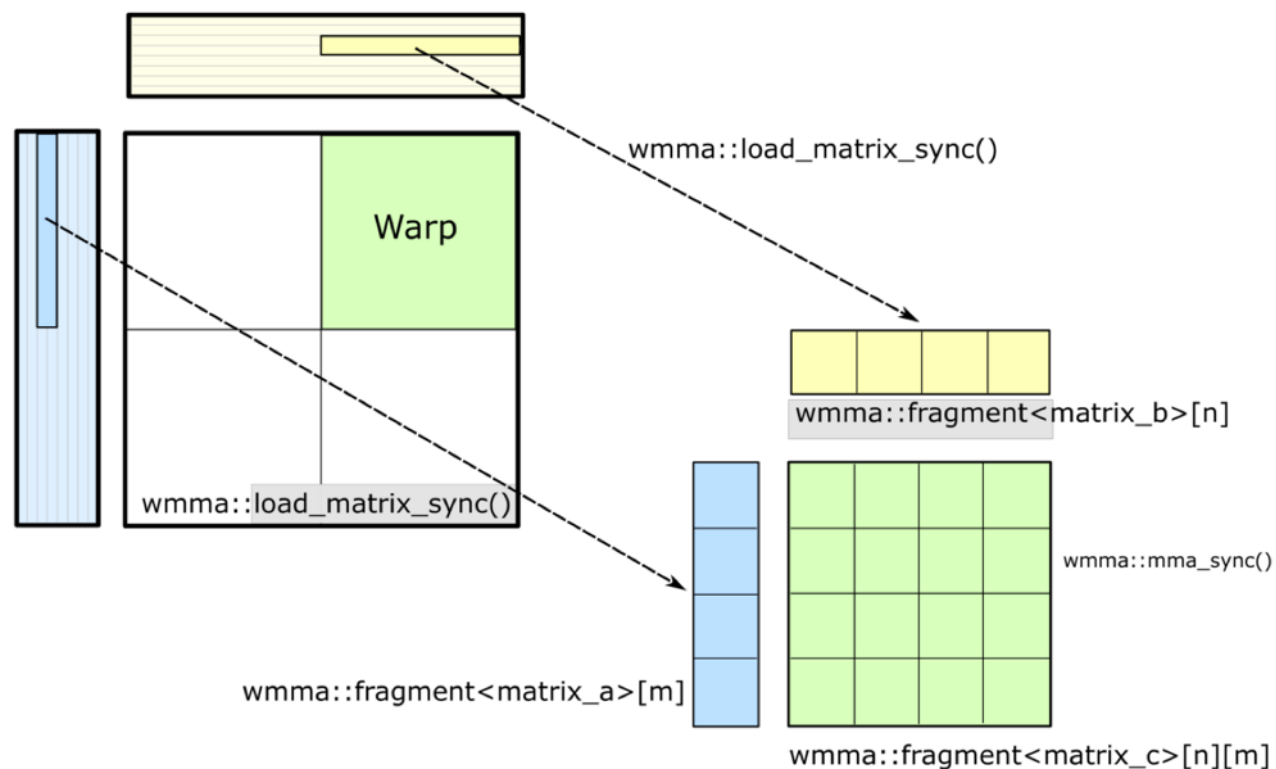 wmma::load_matrix_sync()
Warp
wmma::fragment<matrix_b>[n]
wmma::load_matrix_sync()
wmma::mma_sync()
wmma::fragment<matrix_a>[m]
wmma::fragment<matrix_c>[n][m]